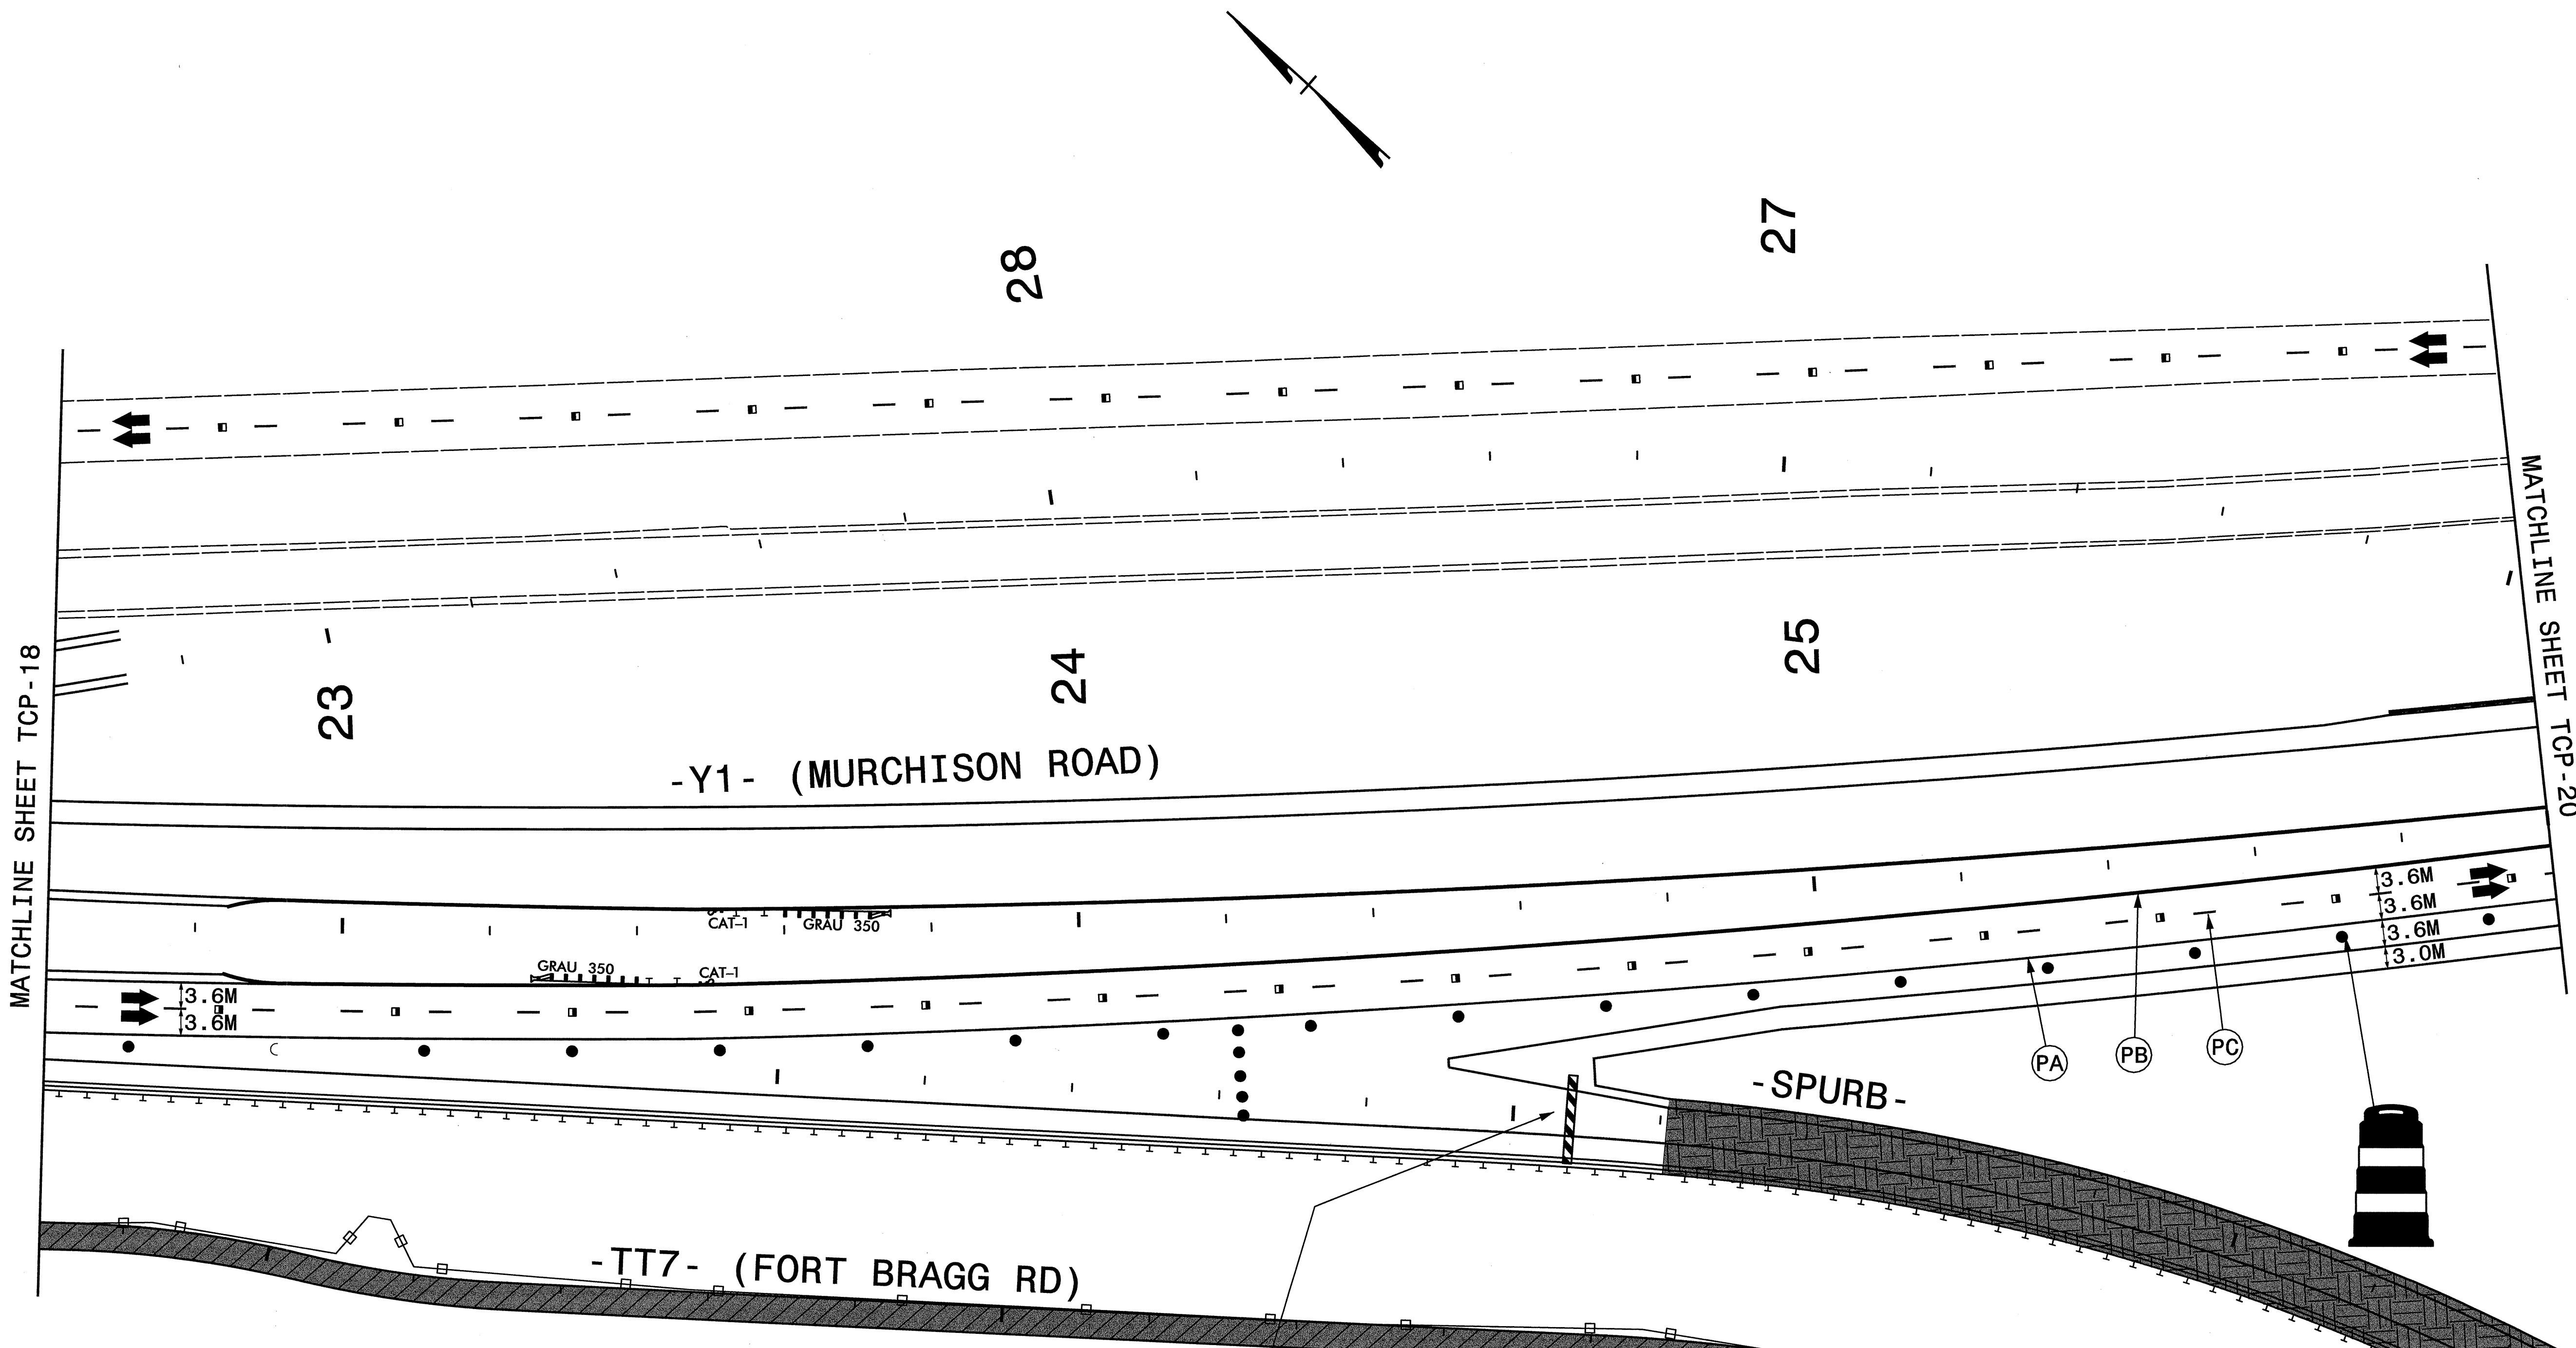 27
28
MATCHLINE SHEET TCP-18
MATCHLINE SHEET TCP-20
23
24
25
-Y1- (MURCHISON ROAD)
CAT-1
GRAU 350
GRAU 350
CAT-1
3.6M
3.6M
3.6M
3.6M
3.6M
3.0M
PA
PB
PC
-SPURB-
-TT7- (FORT BRAGG RD)